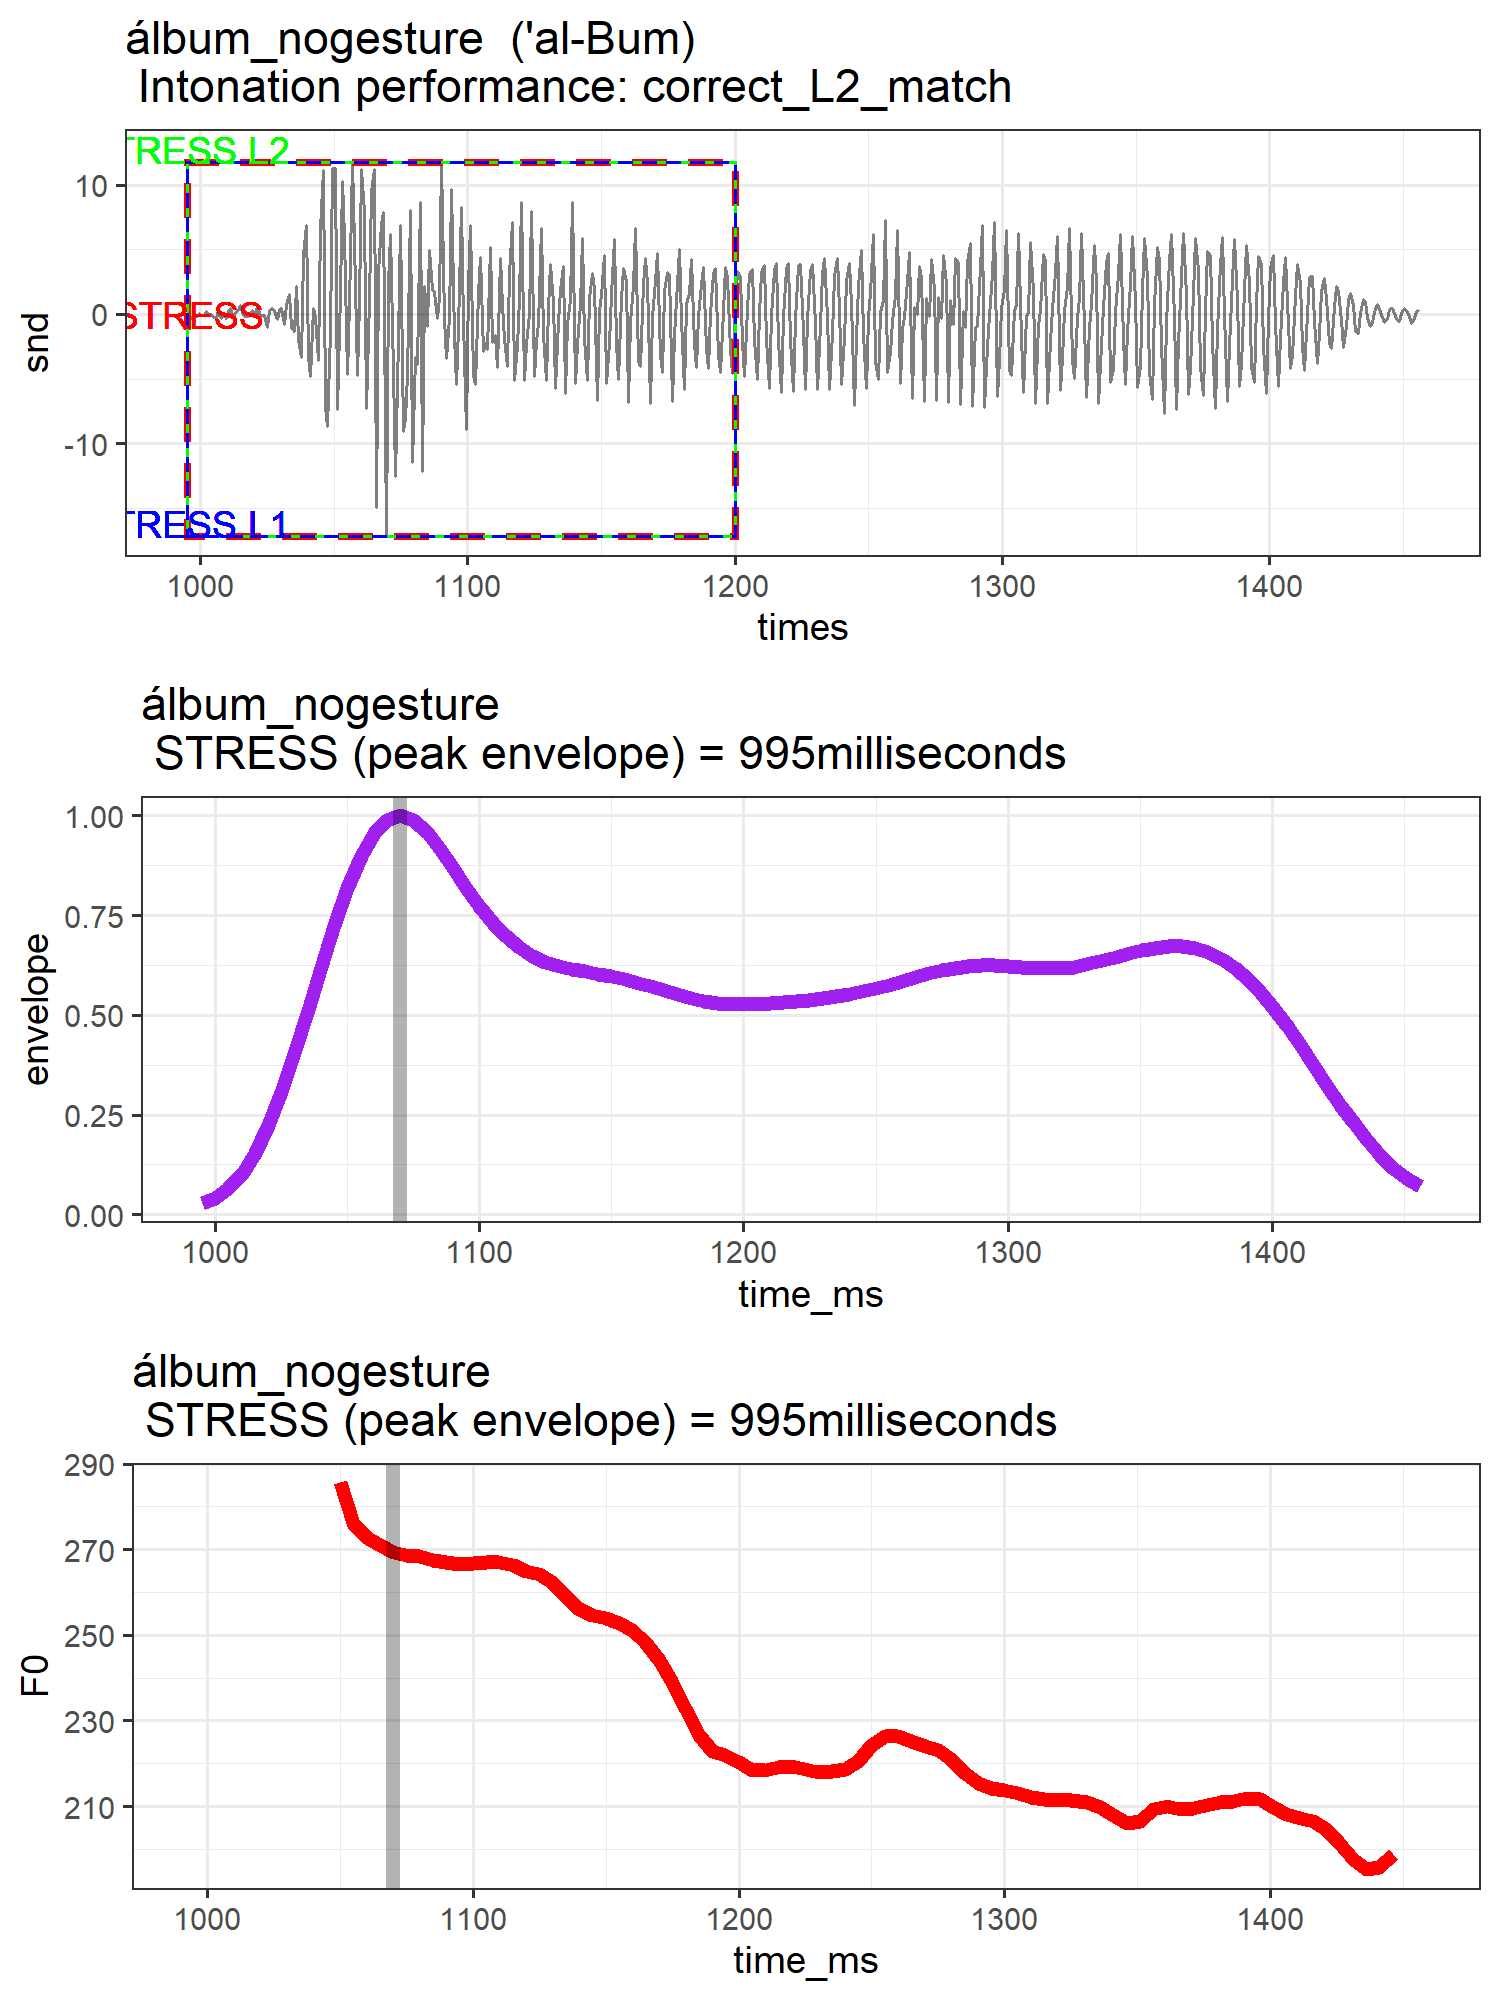 álbum_nogesture ('al-Bum)
Intonation performance: correct_L2_match
TRESS L2
10
STRESS
0
snd
-10
TRESS L1
1000 1100 1200 1300 1400
times
álbum_nogesture
STRESS (peak envelope) = 995milliseconds
1.00
0.75
0.50
envelope
0.25
0.00
1000 1100 1200 1300 1400
time_ms
álbum_nogesture
STRESS (peak envelope) = 995milliseconds
290
270
250
F0
230
210
1000 1100 1200 1300 1400
time_ms